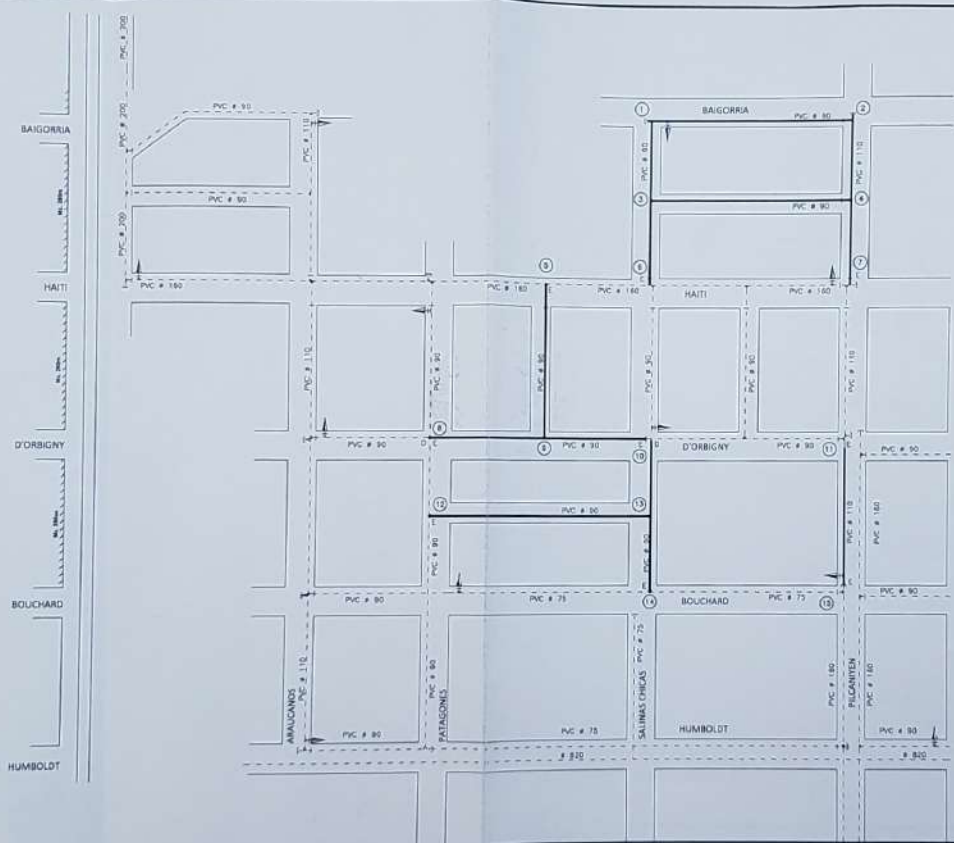 BAIGORRIA
HAITI
D'ORBIGNY
BOUCHARD
HUMBOLDT
PVC ø 200
PVC ø 200
PVC ø 200
PVC ø 90
PVC ø 110
PVC ø 90
PVC ø 160
1
BAIGORRIA
2
PVC ø 90
PVC ø 90
PVC ø 110
3
PVC ø 90
4
6
E
7
E
5
E
PVC ø 160
PVC ø 160
HAITI
PVC ø 160
PVC ø 110
PVC ø 90
PVC ø 90
PVC ø 90
PVC ø 90
PVC ø 110
PVC ø 90
D
8
E
9
PVC ø 90
E
10
D
D'ORBIGNY
PVC ø 90
11
E
PVC ø 90
12
E
PVC ø 90
13
PVC ø 90
PVC ø 90
PVC ø 110
PVC ø 160
E
E
PVC ø 90
PVC ø 75
14
BOUCHARD
PVC ø 75
15
PVC ø 90
PVC ø 110
ARAUCANOS
PVC ø 90
PATAGONES
PVC ø 75
SALINAS CHICAS
PVC ø 160
PILCANIYEN
PVC ø 160
PVC ø 90
PVC ø 75
HUMBOLDT
PVC ø 90
ø 820
ø 820